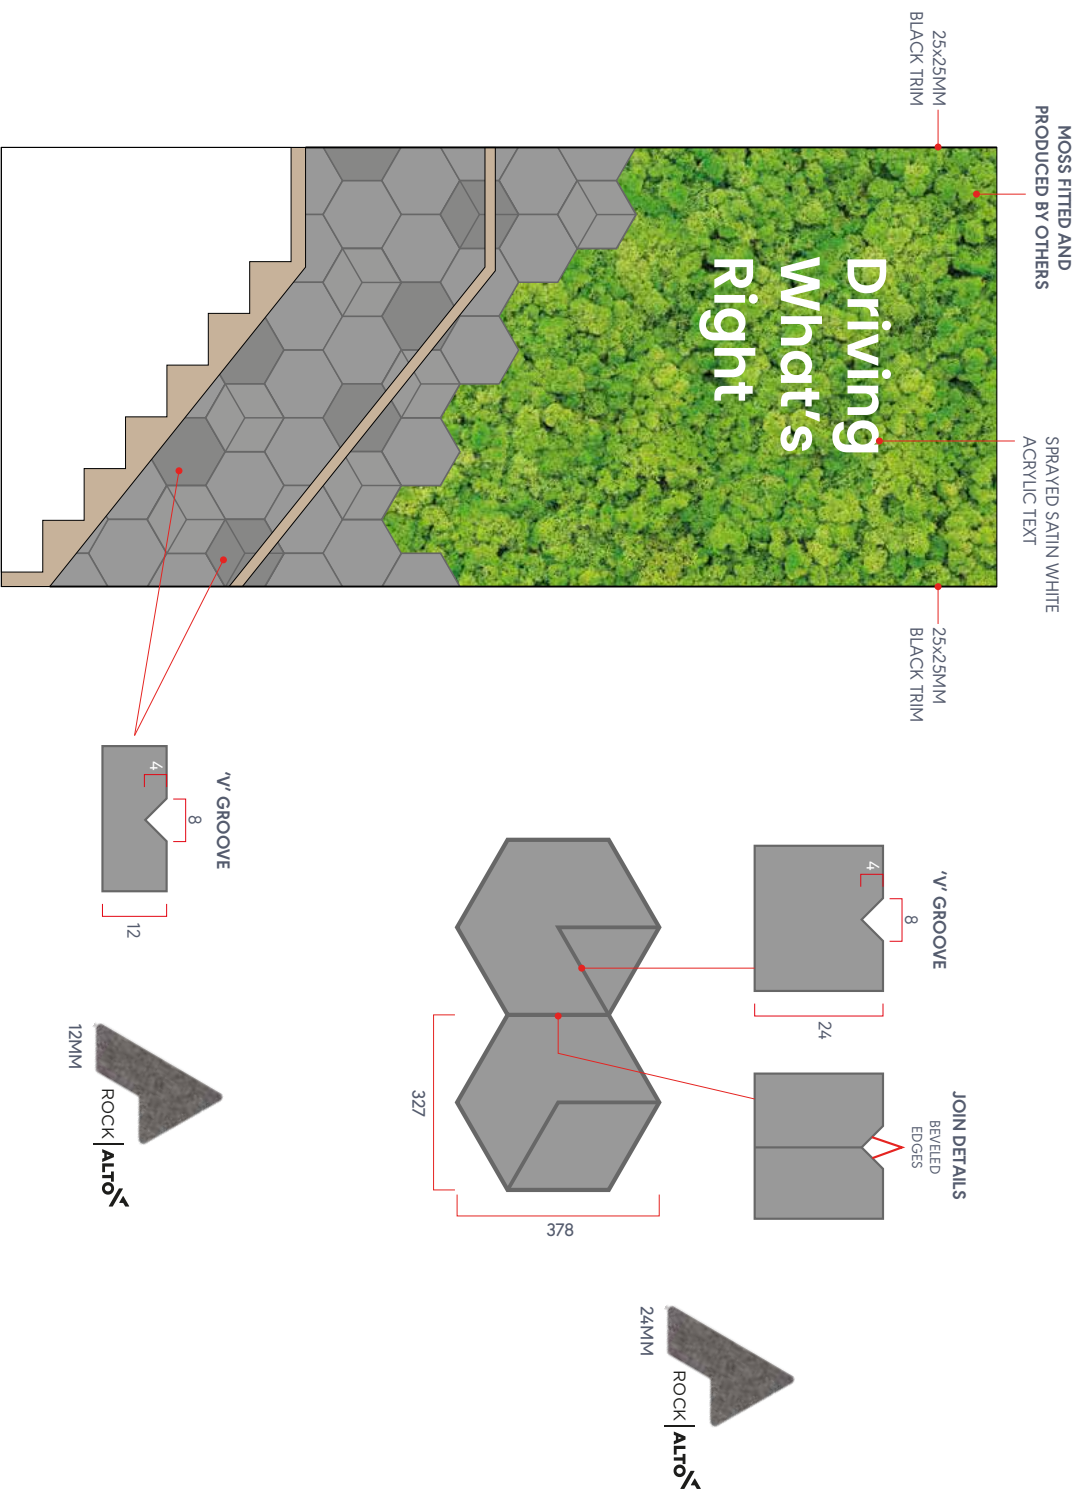 MOSS FITTED AND
PRODUCED BY OTHERS
25x25MM
BLACK TRIM
SPRAYED SATIN WHITE
ACRYLIC TEXT
25x25MM
BLACK TRIM
Driving
What's
Right
'V' GROOVE
8
4
24
JOIN DETAILS
BEVELED
EDGES
327
378
24MM
ROCK | ALTO
'V' GROOVE
8
4
12
12MM
ROCK | ALTO